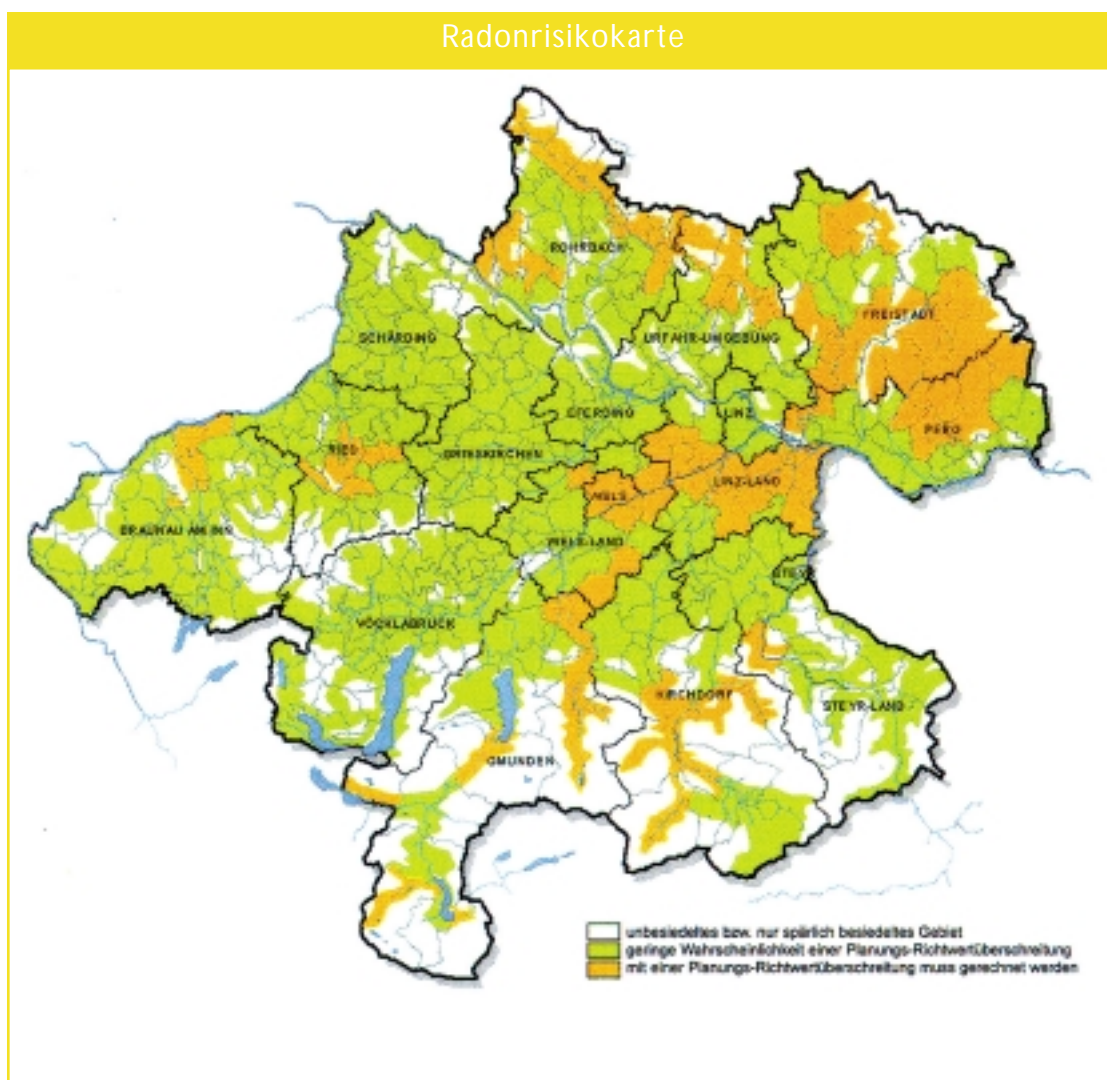 Radonrisikokarte
ROHRBACH
FREISTADT
SCHÄRDING
URFAHR-UMGEBUNG
EFERDING
LINZ
PERG
RIED
GRIESKIRCHEN
WELS
LINZ-LAND
BRAUNAU AM INN
WELS-LAND
STEYR
VÖCKLABRUCK
KIRCHDORF
STEYR-LAND
GMUNDEN
unbesiedeltes bzw. nur spärlich besiedeltes Gebiet
geringe Wahrscheinlichkeit einer Planungs-Richtwertüberschreitung
mit einer Planungs-Richtwertüberschreitung muss gerechnet werden